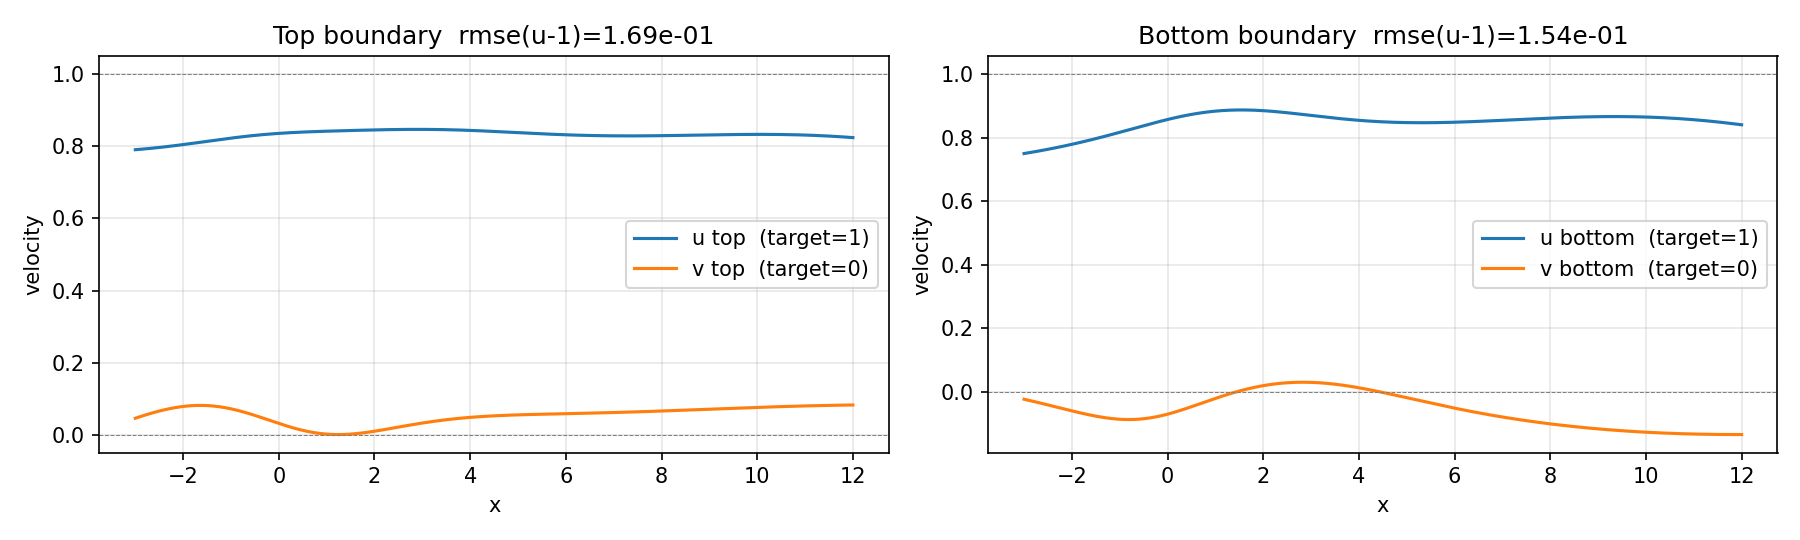 Top boundary  rmse(u-1)=1.69e-01
1.0
0.8
0.6
0.4
0.2
0.0
velocity
u top  (target=1)
v top  (target=0)
−2
0
2
4
6
8
10
12
x
Bottom boundary  rmse(u-1)=1.54e-01
1.0
0.8
0.6
0.4
0.2
0.0
velocity
u bottom  (target=1)
v bottom  (target=0)
−2
0
2
4
6
8
10
12
x